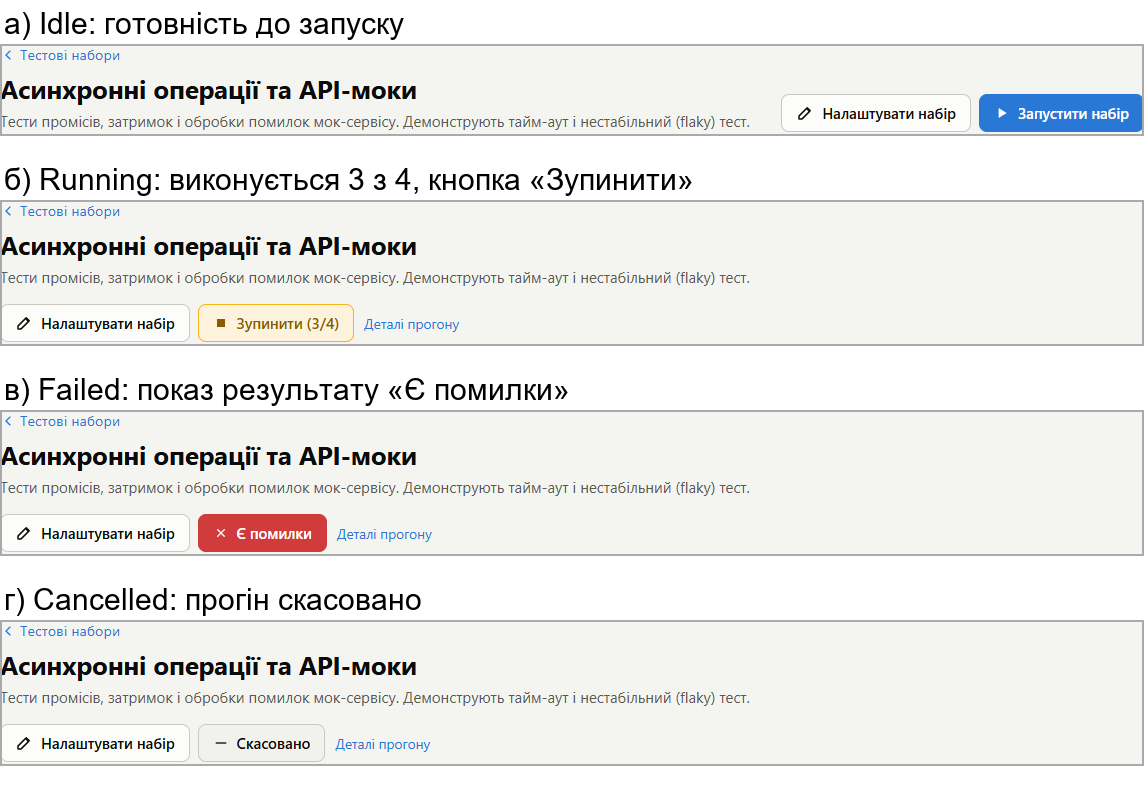 а) Idle: готовність до запуску
Тестові набори
Асинхронні операції та API-моки
Тести промісів, затримок і обробки помилок мок-сервісу. Демонструють тайм-аут і нестабільний (flaky) тест.
Налаштувати набір
Запустити набір
б) Running: виконується 3 з 4, кнопка «Зупинити»
Тестові набори
Асинхронні операції та API-моки
Тести промісів, затримок і обробки помилок мок-сервісу. Демонструють тайм-аут і нестабільний (flaky) тест.
Налаштувати набір
Зупинити (3/4)
Деталі прогону
в) Failed: показ результату «Є помилки»
Тестові набори
Асинхронні операції та API-моки
Тести промісів, затримок і обробки помилок мок-сервісу. Демонструють тайм-аут і нестабільний (flaky) тест.
Налаштувати набір
Є помилки
Деталі прогону
г) Cancelled: прогін скасовано
Тестові набори
Асинхронні операції та API-моки
Тести промісів, затримок і обробки помилок мок-сервісу. Демонструють тайм-аут і нестабільний (flaky) тест.
Налаштувати набір
Скасовано
Деталі прогону